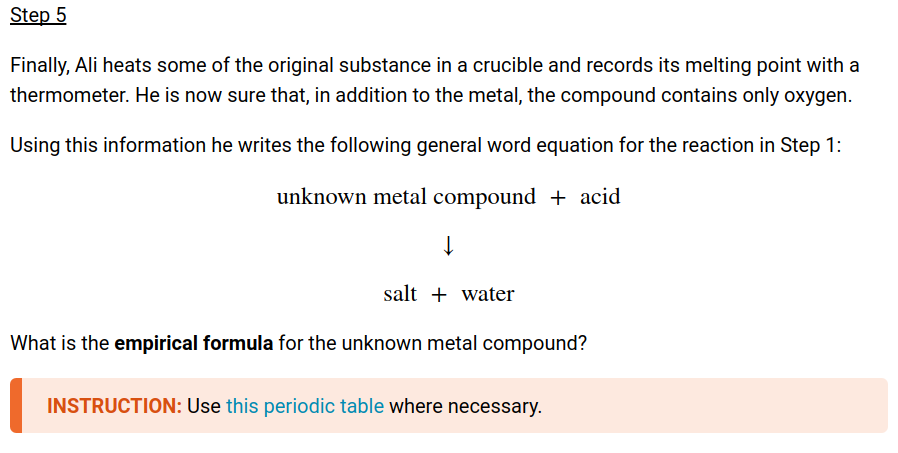 Step 5
Finally, Ali heats some of the original substance in a crucible and records its melting point with a
thermometer. He is now sure that, in addition to the metal, the compound contains only oxygen.
Using this information he writes the following general word equation for the reaction in Step 1:
unknown metal compound + acid
↓
salt + water
What is the empirical formula for the unknown metal compound?
INSTRUCTION: Use this periodic table where necessary.